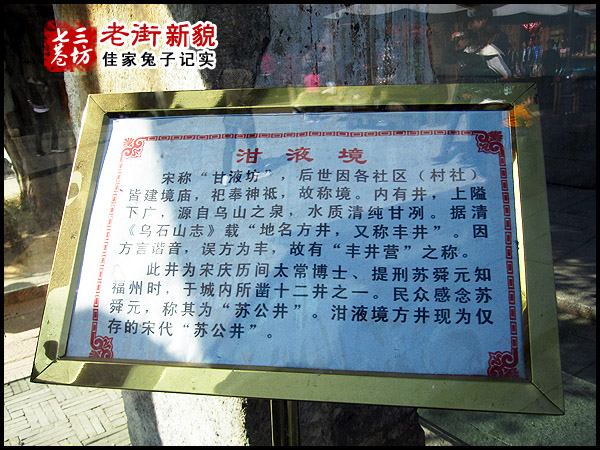 三坊七巷
老街新貌
佳家兔子记实
泔液境
宋称“甘液坊”，后世因各社区（村社）
皆建境庙，祀奉神祗，故称境。内有井，上隘
下广，源自乌山之泉，水质清纯甘冽。据清
《乌石山志》载“地名方井，又称丰井”。因
方言谐音，误方为丰，故有“丰井营”之称。
此井为宋庆历间太常博士、提刑苏舜元知
福州时，于城内所凿十二井之一。民众感念苏
舜元，称其为“苏公井”。泔液境方井现为仅
存的宋代“苏公井”。